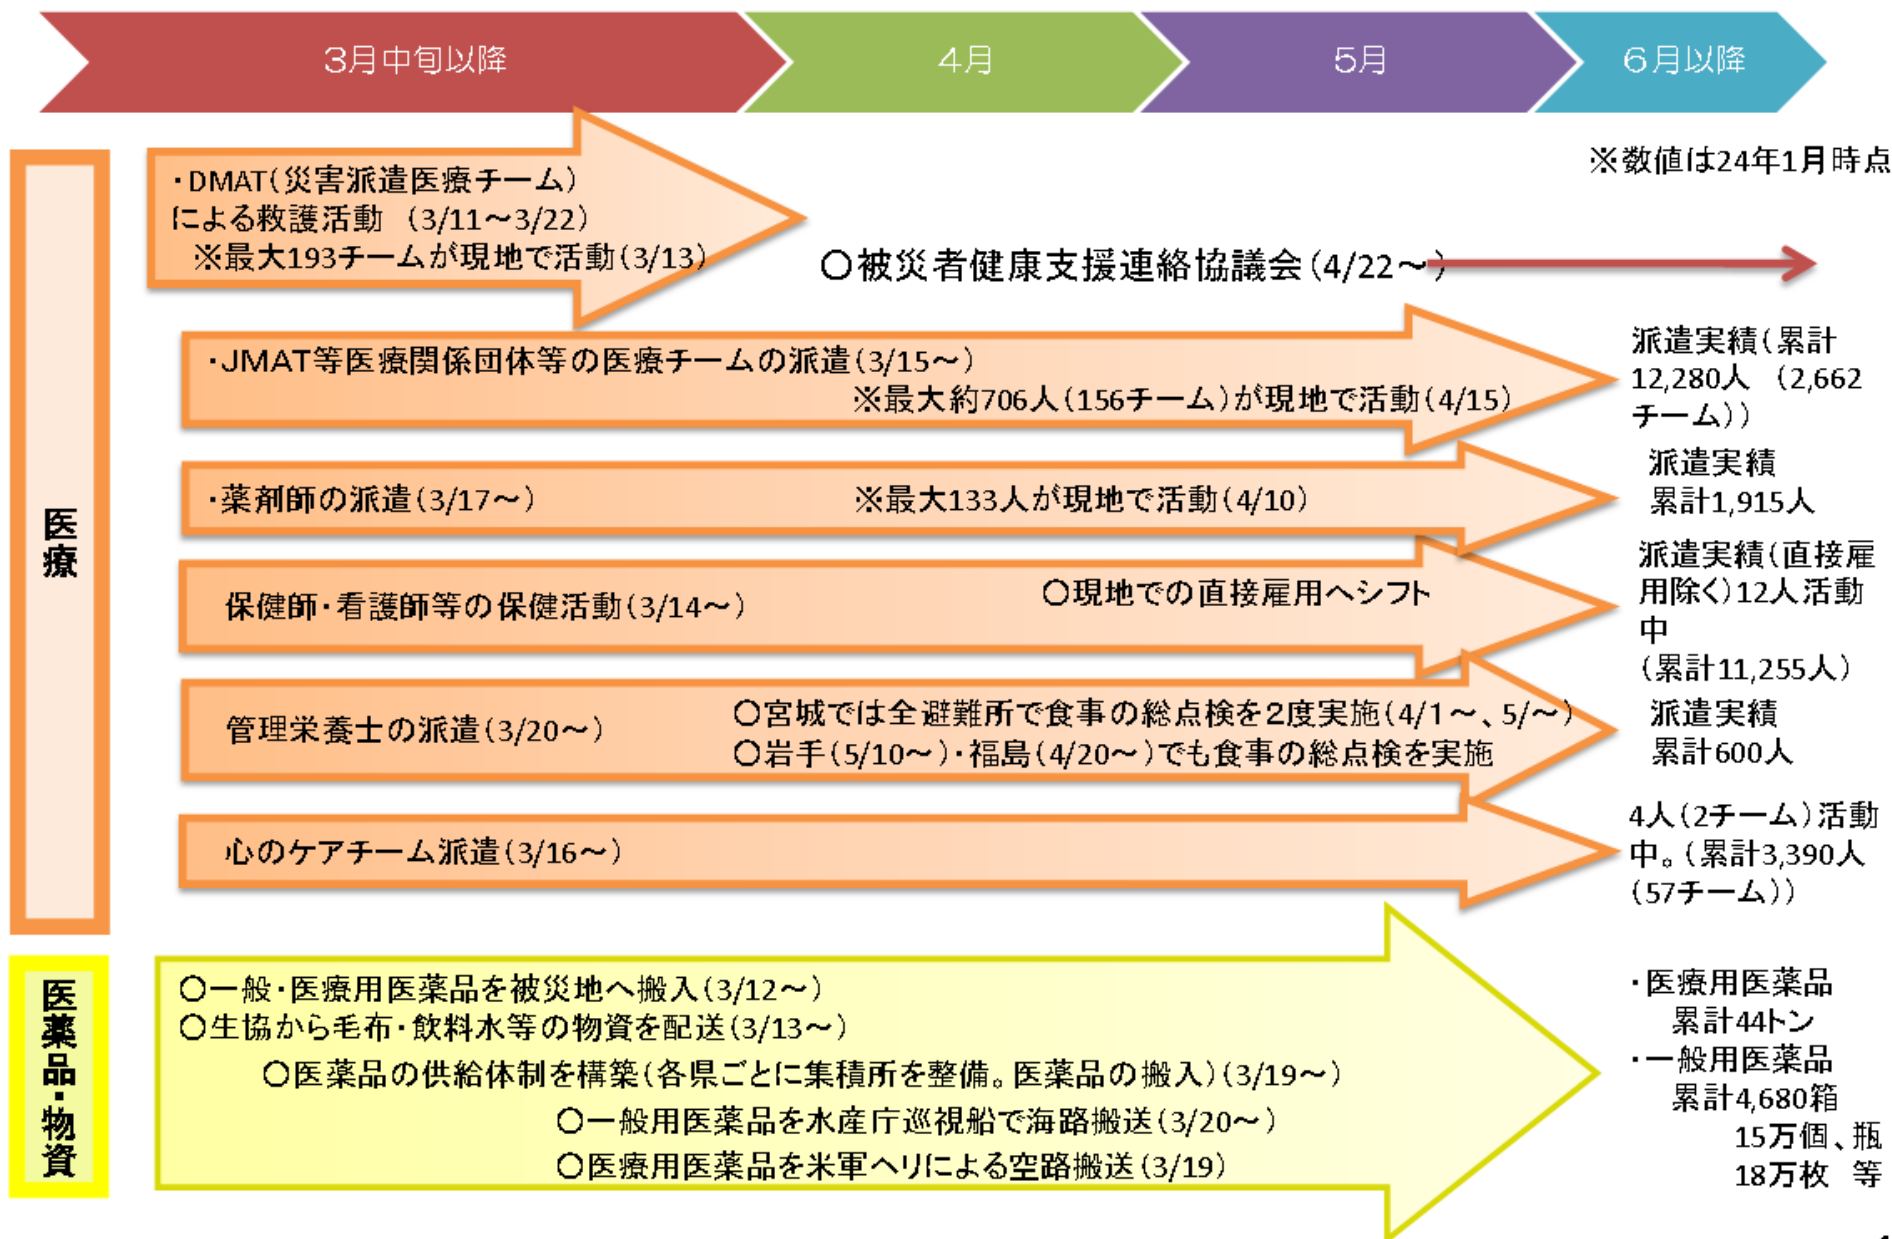 3月中旬以降
4月
5月
6月以降
※数値は24年1月時点
医療
・DMAT(災害派遣医療チーム)
による救護活動 (3/11～3/22)
※最大193チームが現地で活動(3/13)
○被災者健康支援連絡協議会(4/22～)
・JMAT等医療関係団体等の医療チームの派遣(3/15～)
※最大約706人(156チーム)が現地で活動(4/15)
派遣実績(累計
12,280人 (2,662
チーム))
・薬剤師の派遣(3/17～)
※最大133人が現地で活動(4/10)
派遣実績
累計1,915人
保健師・看護師等の保健活動(3/14～)
○現地での直接雇用へシフト
派遣実績(直接雇
用除く)12人活動
中
(累計11,255人)
管理栄養士の派遣(3/20～)
○宮城では全避難所で食事の総点検を2度実施(4/1～、5/～)
○岩手(5/10～)・福島(4/20～)でも食事の総点検を実施
派遣実績
累計600人
心のケアチーム派遣(3/16～)
4人(2チーム)活動
中。(累計3,390人
(57チーム))
医薬品・物資
○一般・医療用医薬品を被災地へ搬入(3/12～)
○生協から毛布・飲料水等の物資を配送(3/13～)
○医薬品の供給体制を構築(各県ごとに集積所を整備。医薬品の搬入)(3/19～)
○一般用医薬品を水産庁巡視船で海路搬送(3/20～)
○医療用医薬品を米軍ヘリによる空路搬送(3/19)
・医療用医薬品
累計44トン
・一般用医薬品
累計4,680箱
15万個、瓶
18万枚 等